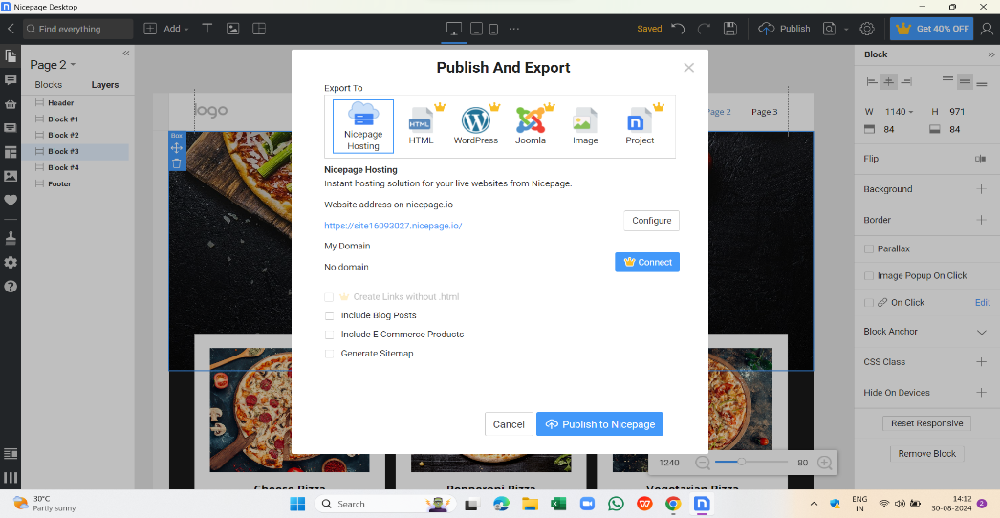 Nicepage Desktop
Find everything
Add
Saved
Publish
Get 40% OFF
Page 2
Blocks
Layers
Header
Block #1
Block #2
Block #3
Block #4
Footer
logo
Page 2
Page 3
Box
Publish And Export
Export To
Nicepage Hosting
HTML
HTML
WordPress
Joomla
Image
Project
Nicepage Hosting
Instant hosting solution for your live websites from Nicepage.
Website address on nicepage.io
https://site16093027.nicepage.io/
Configure
My Domain
No domain
Connect
Create Links without .html
Include Blog Posts
Include E-Commerce Products
Generate Sitemap
Cancel
Publish to Nicepage
Cheese Pizza
Pepperoni Pizza
Vegetarian Pizza
1240
80
Block
W 1140 H 971
84 84
Flip
Background
Border
Parallax
Image Popup On Click
On Click Edit
Block Anchor
CSS Class
Hide On Devices
Reset Responsive
Remove Block
30°C
Partly sunny
Search
ENG
IN
14:12
30-08-2024
2